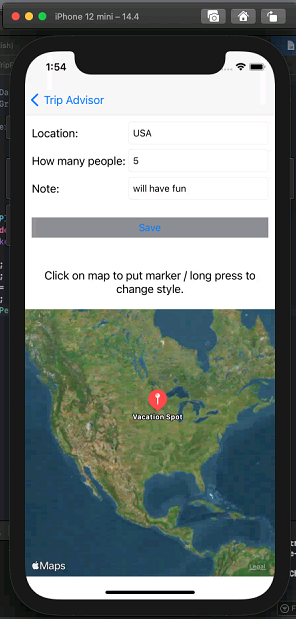 iPhone 12 mini – 14.4
1:54
Trip Advisor
Location:
USA
How many people:
5
Note:
will have fun
Save
Click on map to put marker / long press to
change style.
Vacation Spot
Maps
Legal